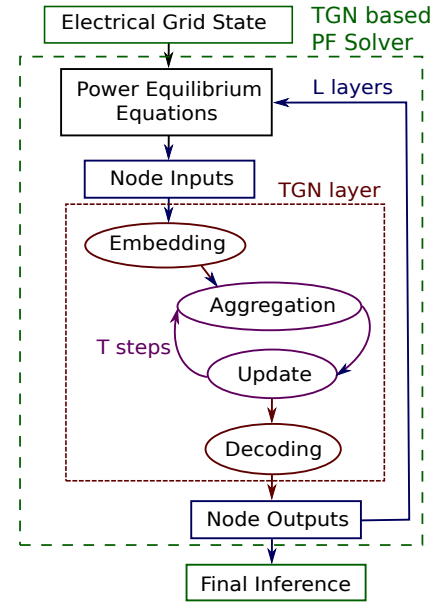 Electrical Grid State
TGN based
PF Solver
Power Equilibrium
Equations
L layers
Node Inputs
TGN layer
Embedding
Aggregation
T steps
Update
Decoding
Node Outputs
Final Inference